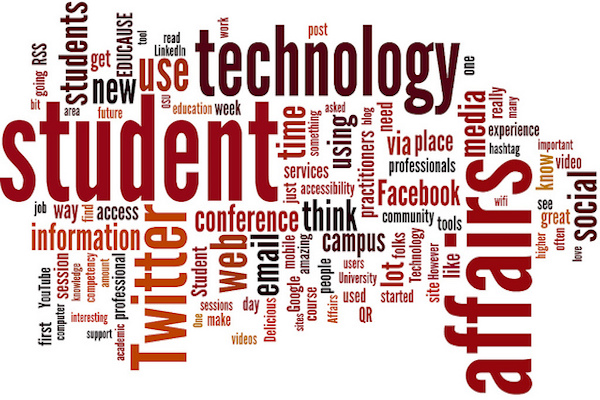 going
RSS
bit
students
area
get
EDUCAUSE
tool
read
LinkedIn
use
new
future
OSU
education
week
work
technology
post
one
student
time
something
asked
using
blog
need
via
place
media
really
many
experience
hashtag
important
know
video
just
services
accessibility
practitioners
professionals
Facebook
community
tools
affairs
wifi
see
great
higher
often
social
love
job
way
find
access
information
Twitter
conference
think
campus
web
email
Student
mobile
Google
amazing
people
users
University
used
QR
lot
folks
started
Technology
site
However
like
first
YouTube
computer
session
knowledge
interesting
competency
amount
support
academic
professional
One
sessions
make
day
videos
Delicious
sites
course
Affairs